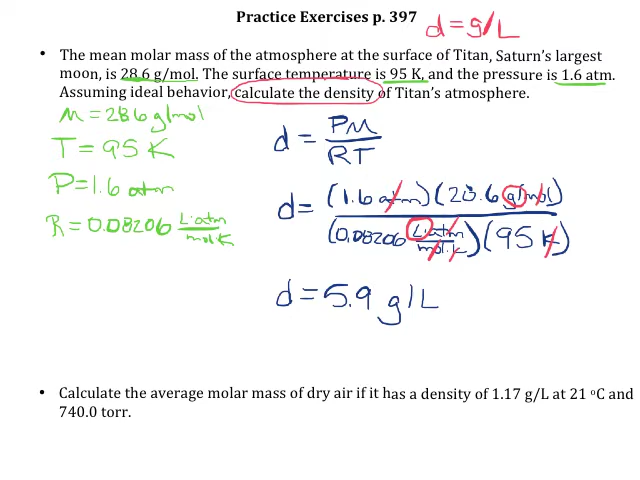 Practice Exercises p. 397
d = g/L
• The mean molar mass of the atmosphere at the surface of Titan, Saturn's largest
moon, is 28.6 g/mol. The surface temperature is 95 K, and the pressure is 1.6 atm.
Assuming ideal behavior, calculate the density of Titan's atmosphere.
M = 28.6 g/mol
T = 95 K
P = 1.6 atm
R = 0.08206 L·atm/mol·K
d = PM/RT
d = (1.6 atm)(28.6 g/mol)
(0.08206 L·atm/mol·K)(95 K)
d = 5.9 g/L
• Calculate the average molar mass of dry air if it has a density of 1.17 g/L at 21 °C and
740.0 torr.